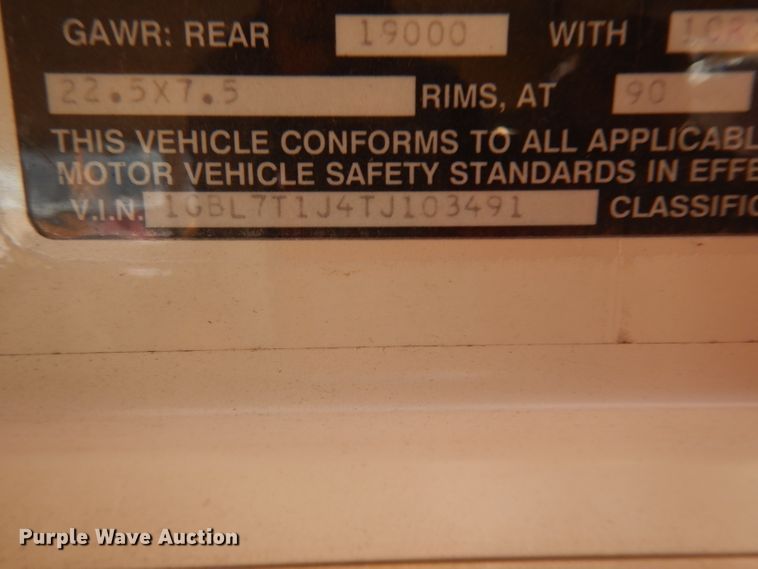 GAWR: REAR 19000 WITH 10R
22.5X7.5 RIMS, AT 90
THIS VEHICLE CONFORMS TO ALL APPLICABL
MOTOR VEHICLE SAFETY STANDARDS IN EFFE
V.I.N. 1GBL7T1J4TJ103491 CLASSIFIC
Purple Wave Auction